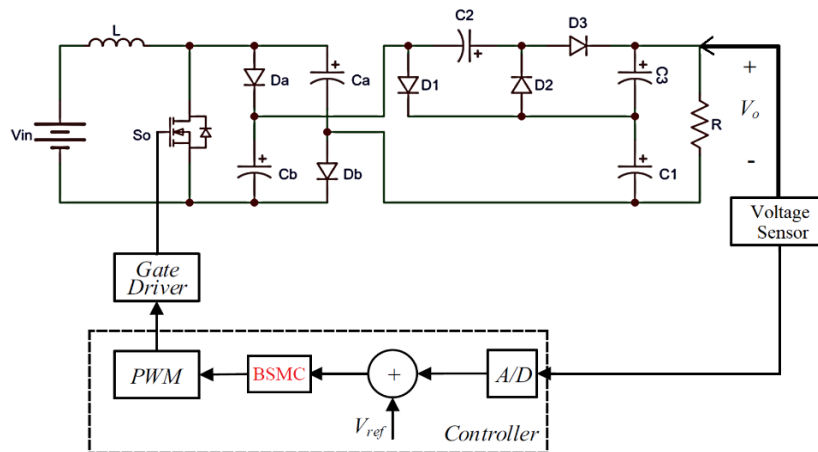 L
C2
D3
Da
Ca
D1
D2
C3
+
Vo
-
R
Vin
So
Cb
Db
C1
Voltage
Sensor
Gate
Driver
PWM
BSMC
+
A/D
Vref
Controller
+
+
+
+
+